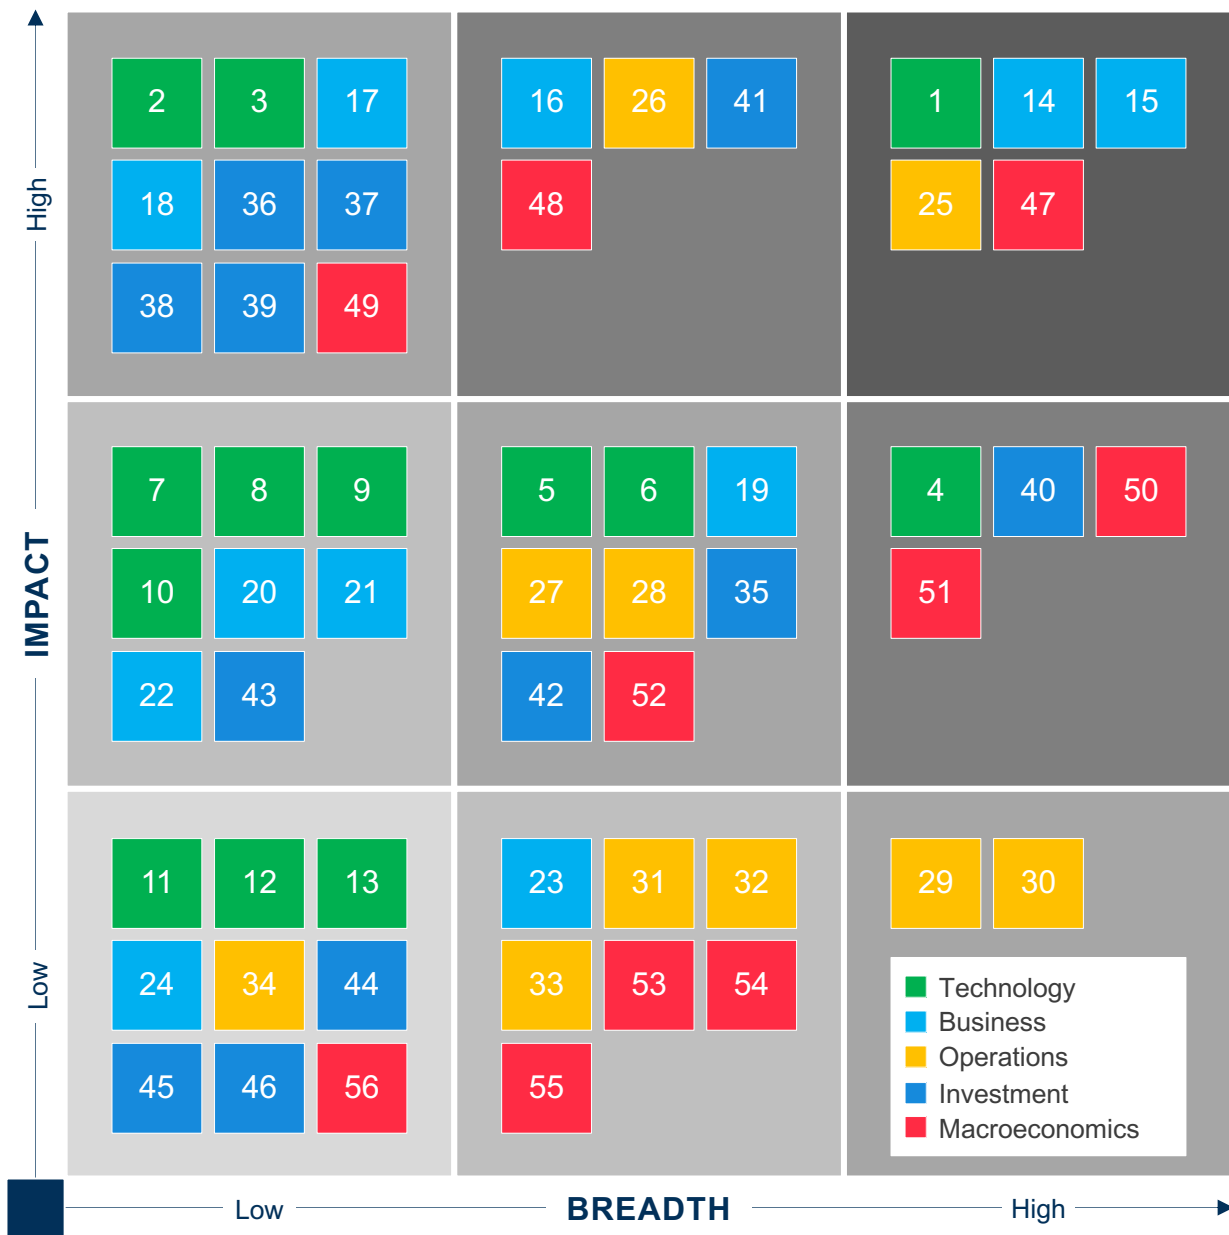 2 3 17 16 26 41 1 14 15
18 36 37 48 25 47
38 39 49
High
7 8 9 5 6 19 4 40 50
10 20 21 27 28 35 51
22 43 42 52
IMPACT
11 12 13 23 31 32 29 30
24 34 44 33 53 54
45 46 56 55
Low
Technology
Business
Operations
Investment
Macroeconomics
Low BREADTH High